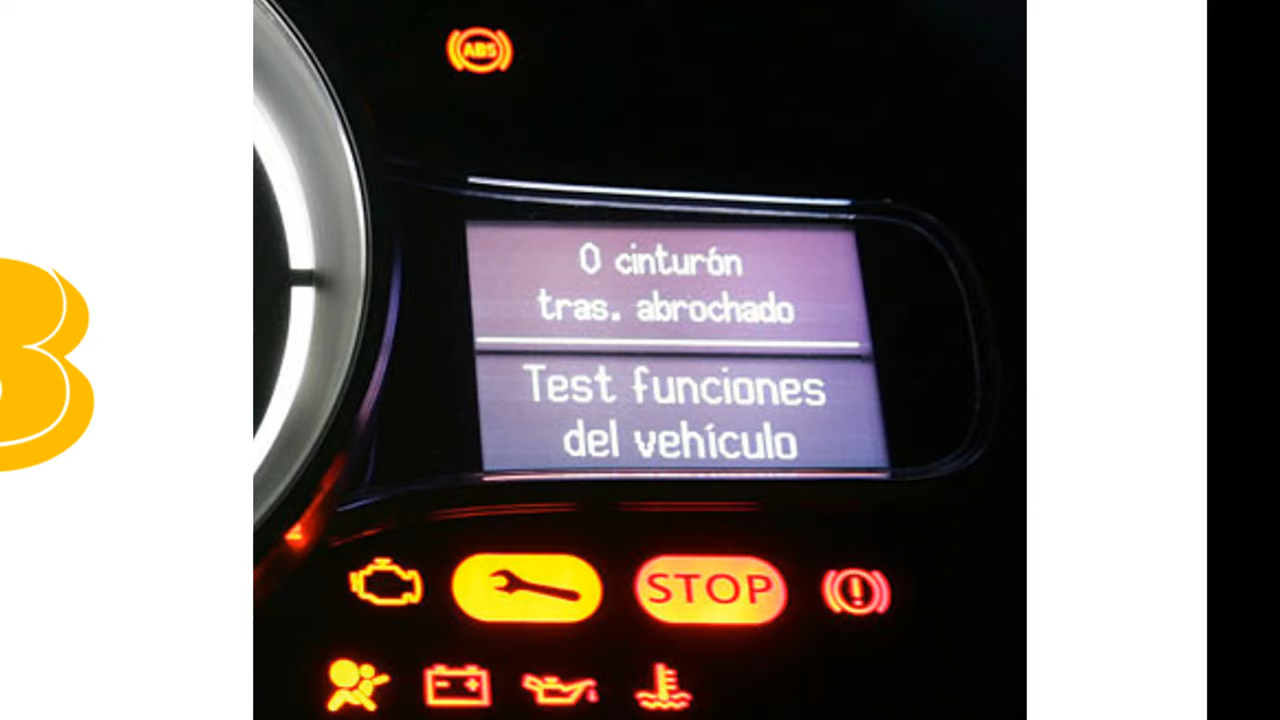 ABS
0 cinturón
tras. abrochado
Test funciones
del vehículo
STOP